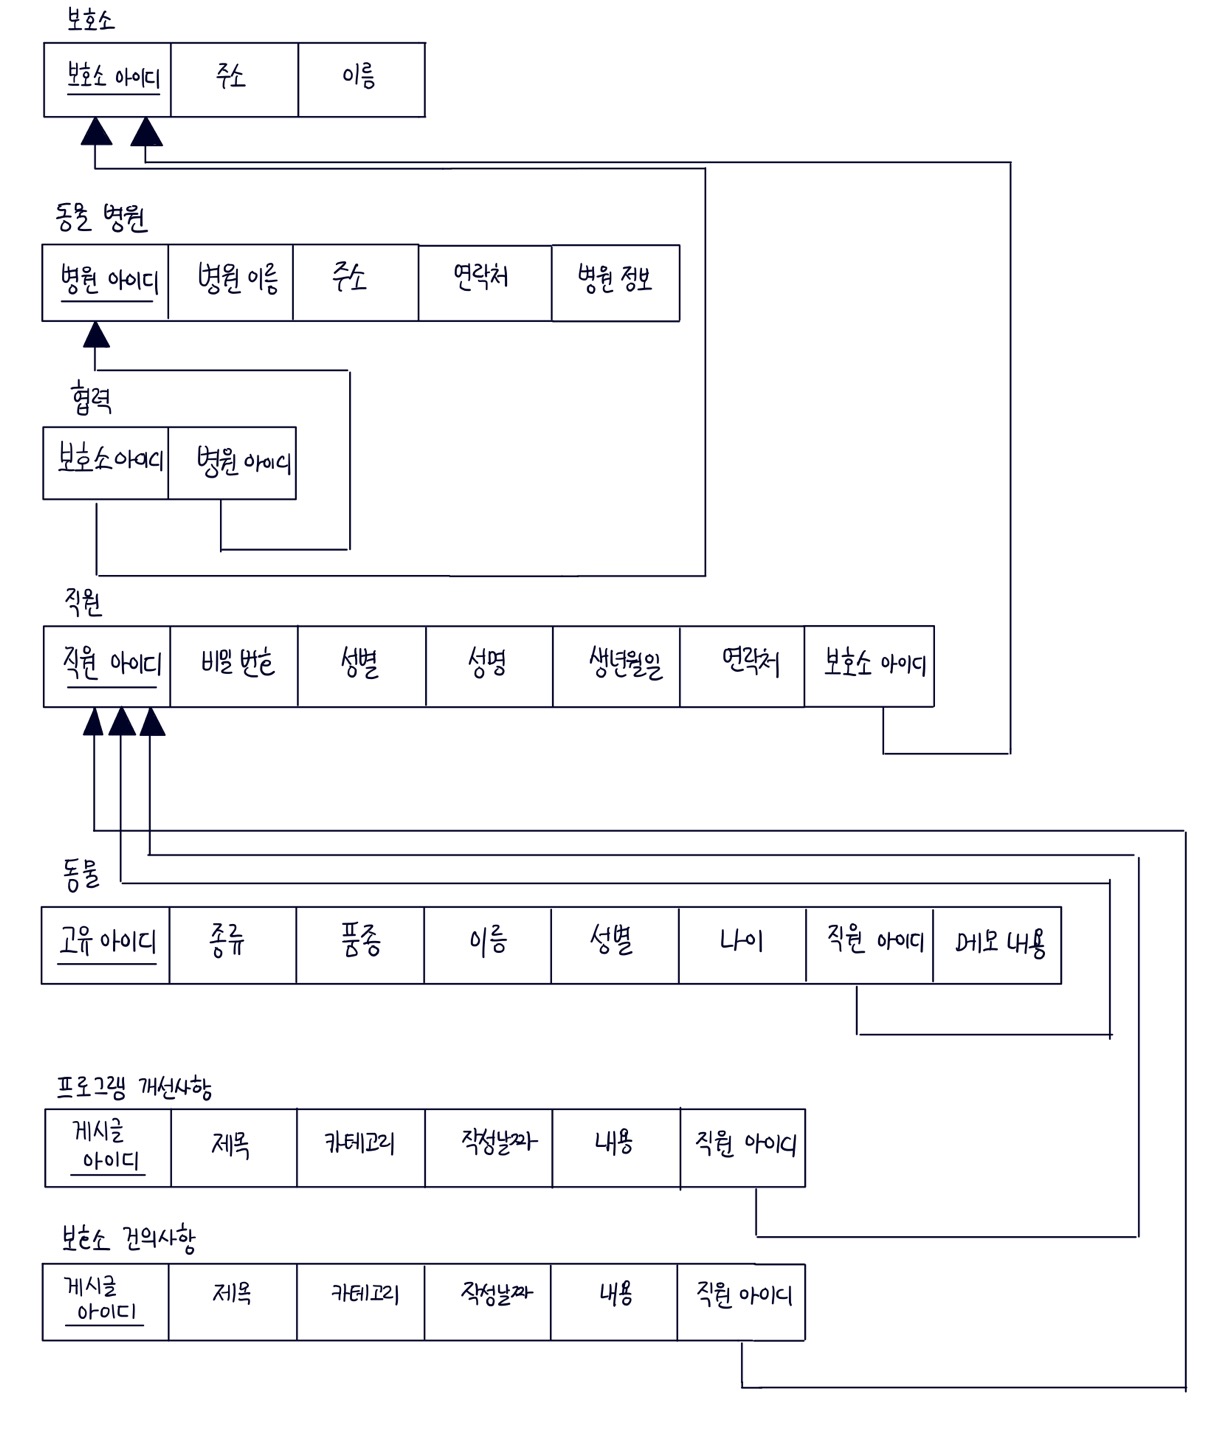 보호소
보호소 아이디 주소 이름
동물 병원
병원 아이디 병원 이름 주소 연락처 병원 정보
협력
보호소 아이디 병원 아이디
직원
직원 아이디 비밀 번호 성별 성명 생년월일 연락처 보호소 아이디
동물
고유 아이디 종류 품종 이름 성별 나이 직원 아이디 메모 내용
프로그램 개선사항
게시글
아이디 제목 카테고리 작성날짜 내용 직원 아이디
보호소 건의사항
게시글
아이디 제목 카테고리 작성날짜 내용 직원 아이디